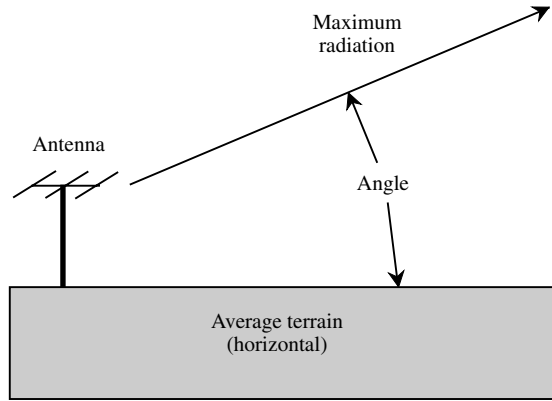 Maximum
radiation
Antenna
Angle
Average terrain
(horizontal)